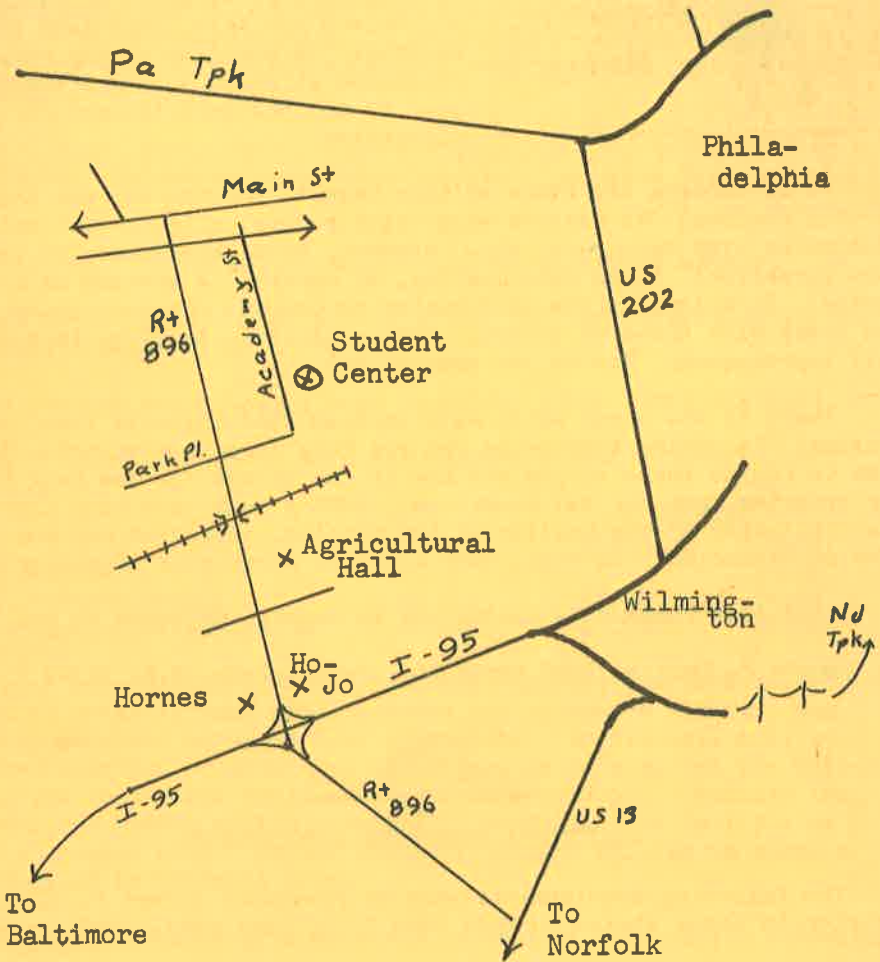 Pa Tpk
Phila-
delphia
Main St
US
202
Rt
896
Academy St
Student
Center
Park Pl.
Agricultural
Hall
Wilming-
ton
NJ
Tpk
I-95
Ho-
Jo
Hornes
I-95
Rt
896
US 13
To
Baltimore
To
Norfolk